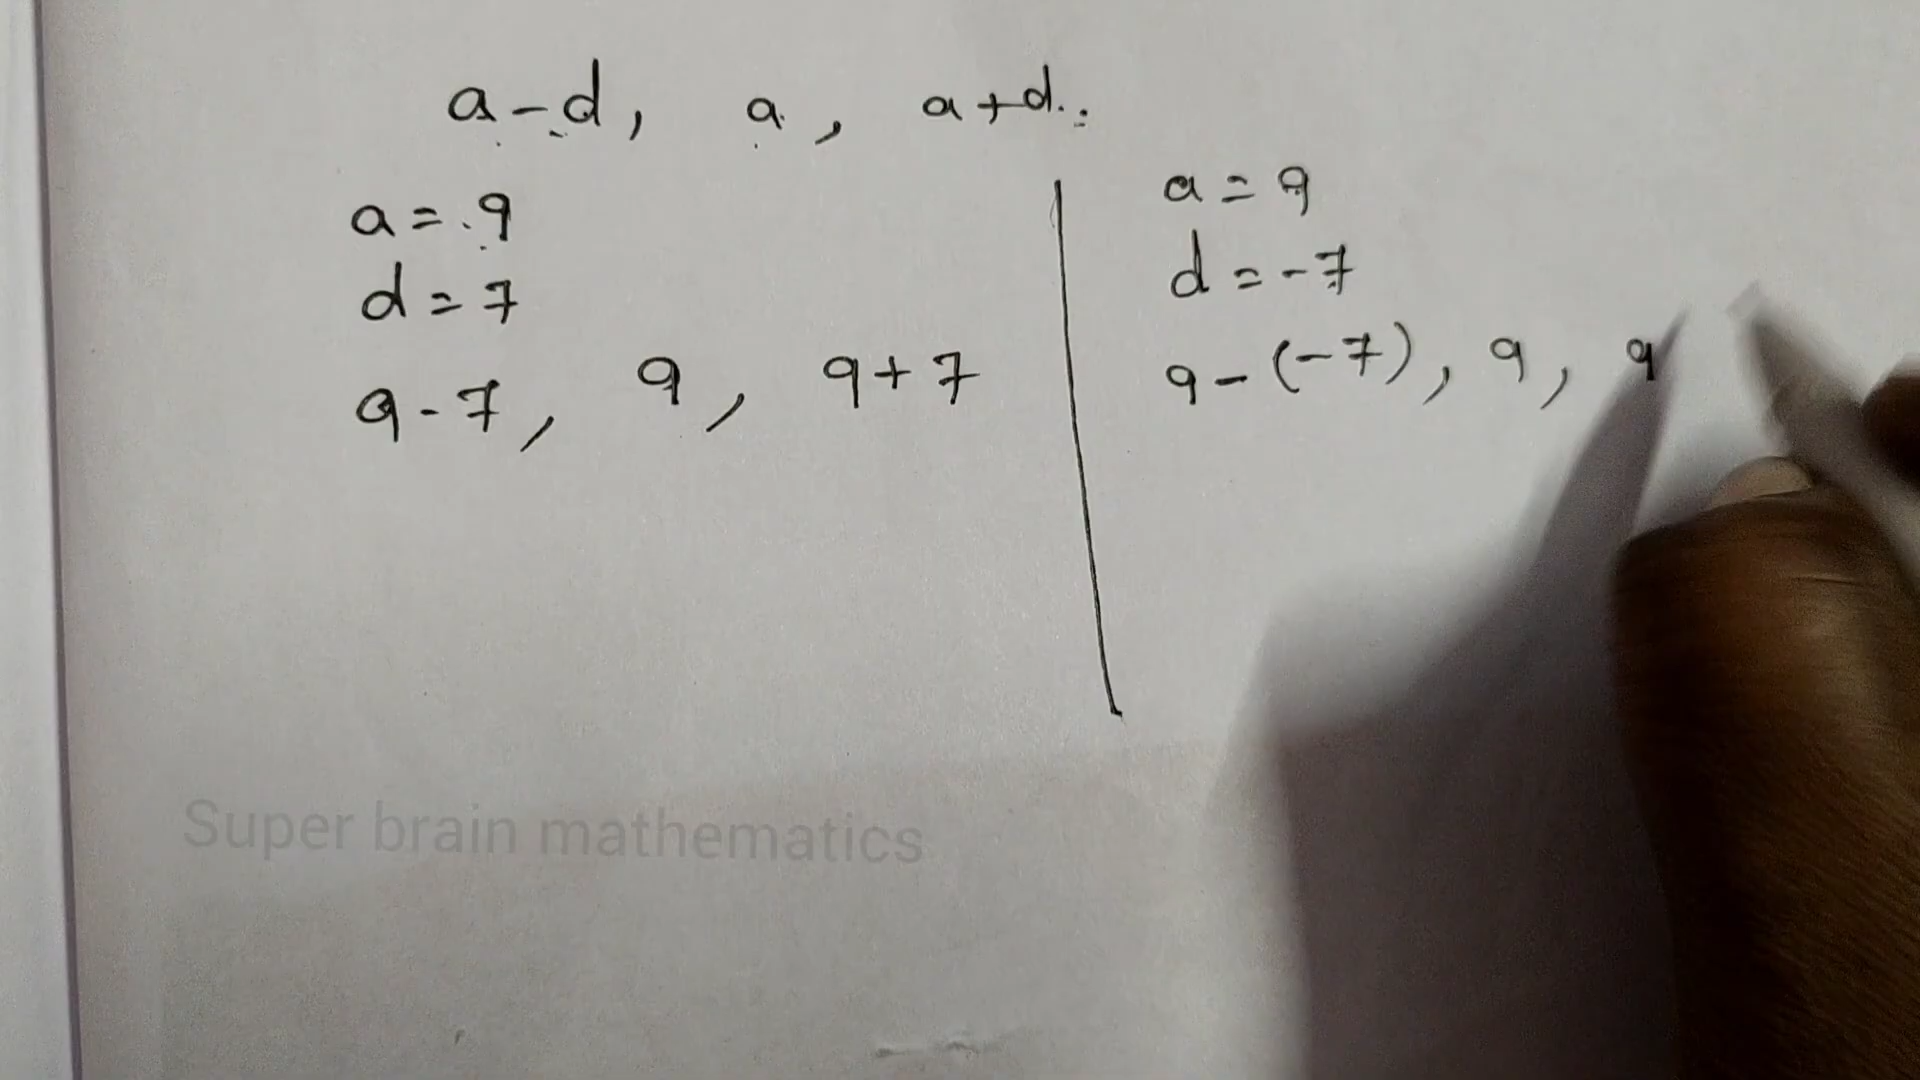 a-d, a, a+d.
a = 9
d = 7
9-7, 9, 9+7
a = 9
d = -7
9-(-7), 9, 9
Super brain mathematics